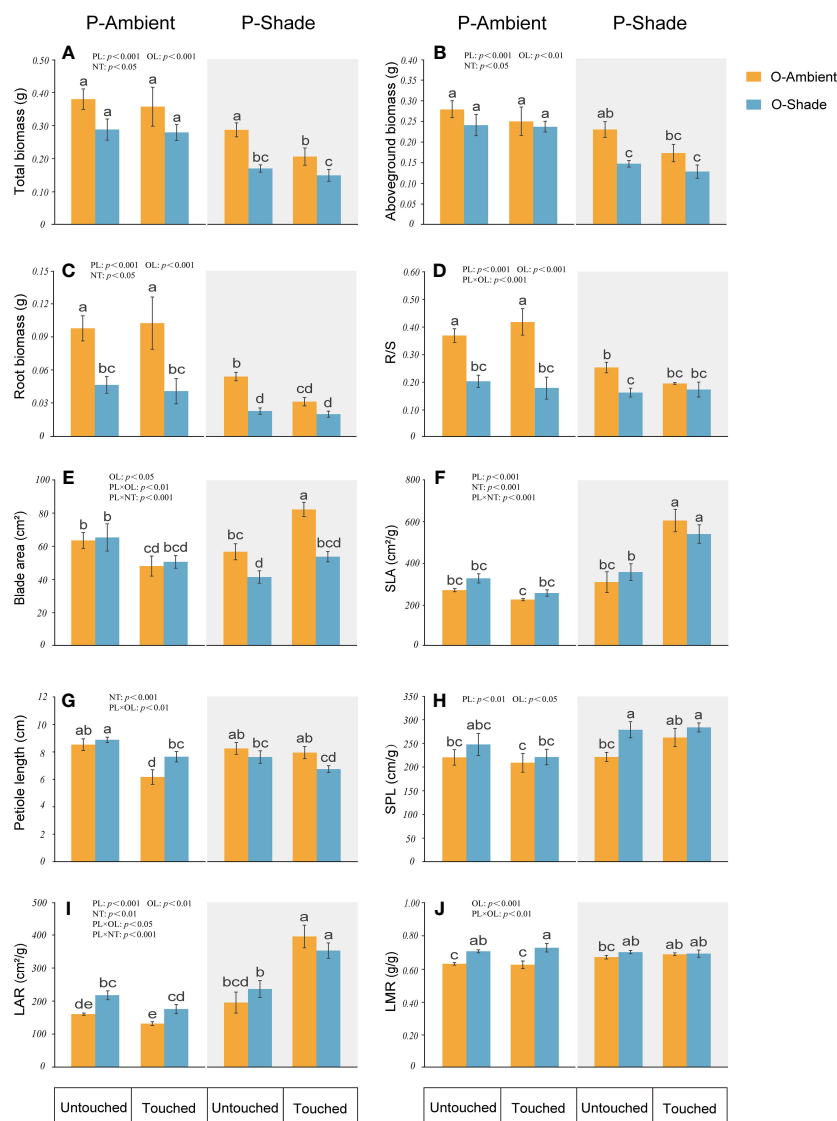 P-Ambient P-Shade P-Ambient P-Shade
O-Ambient
O-Shade
A
PL: p<0.001 OL: p<0.001
NT: p<0.05
Total biomass (g)
0.50
0.40
0.30
0.20
0.10
0
a a a a a bc b c
B
PL: p<0.001 OL: p<0.01
NT: p<0.05
Aboveground biomass (g)
0.40
0.35
0.30
0.25
0.20
0.15
0.10
0.05
0
a a a a ab c bc c
C
PL: p<0.001 OL: p<0.001
NT: p<0.05
Root biomass (g)
0.15
0.12
0.09
0.06
0.03
0
a bc a bc b d cd d
D
PL: p<0.001 OL: p<0.001
PL×OL: p<0.001
R/S
0.60
0.50
0.40
0.30
0.20
0.10
0
a bc a bc b c bc bc
E
OL: p<0.05
PL×OL: p<0.01
PL×NT: p<0.001
Blade area (cm²)
100
80
60
40
20
0
b b cd bcd bc d a bcd
F
PL: p<0.001
NT: p<0.001
PL×NT: p<0.001
SLA (cm²/g)
800
600
400
200
0
bc bc c bc bc b a a
G
NT: p<0.001
PL×OL: p<0.01
Petiole length (cm)
12
10
8
6
4
2
0
ab a d bc ab bc ab cd
H
PL: p<0.01 OL: p<0.05
SPL (cm/g)
350
300
250
200
150
100
50
0
bc abc c bc bc a ab a
I
PL: p<0.001 OL: p<0.01
NT: p<0.01
PL×OL: p<0.05
PL×NT: p<0.001
LAR (cm²/g)
500
400
300
200
100
0
de bc e cd bcd b a a
J
OL: p<0.001
PL×OL: p<0.01
LMR (g/g)
1.00
0.80
0.60
0.40
0.20
0
c ab c a bc ab ab ab
Untouched Touched Untouched Touched Untouched Touched Untouched Touched